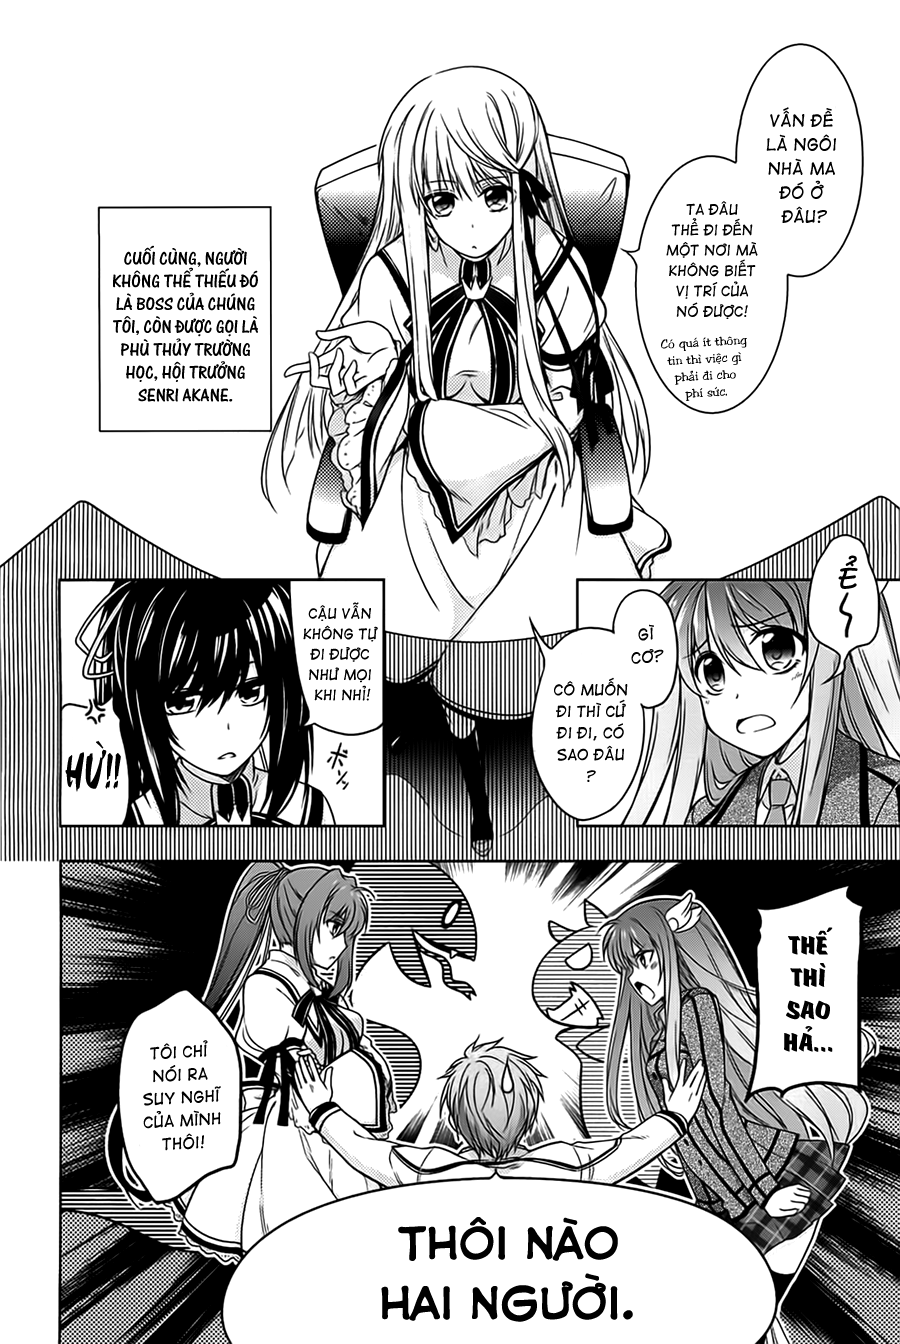 VẤN ĐỀ
LÀ NGÔI
NHÀ MA
ĐÓ Ở
ĐÂU?
TA ĐÂU
THỂ ĐI ĐẾN
MỘT NƠI MÀ
KHÔNG BIẾT
VỊ TRÍ CỦA
NÓ ĐƯỢC!
Có quá ít thông
tin thì việc gì
phải đi cho
phí sức.
CUỐI CÙNG, NGƯỜI
KHÔNG THỂ THIẾU ĐÓ
LÀ BOSS CỦA CHÚNG
TÔI, CÒN ĐƯỢC GỌI LÀ
PHÙ THỦY TRƯỜNG
HỌC, HỘI TRƯỞNG
SENRI AKANE.
Ể
GÌ
CƠ?
CÔ MUỐN
ĐI THÌ CỨ
ĐI ĐI, CÓ
SAO ĐÂU
?
CẬU VẪN
KHÔNG TỰ
ĐI ĐƯỢC
NHƯ MỌI
KHI NHỈ!
HỪ!!
THẾ
THÌ
SAO
HẢ...
TÔI CHỈ
NÓI RA
SUY NGHĨ
CỦA MÌNH
THÔI!
THÔI NÀO
HAI NGƯỜI.